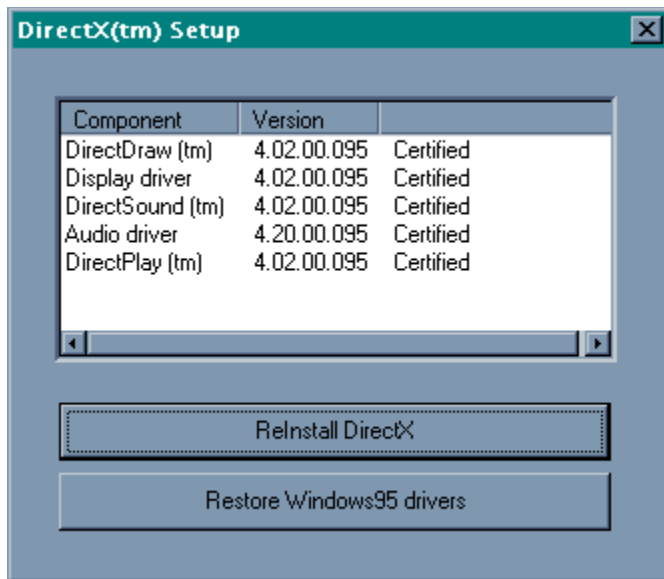 DirectX(tm) Setup
Component Version
DirectDraw (tm) 4.02.00.095 Certified
Display driver 4.02.00.095 Certified
DirectSound (tm) 4.02.00.095 Certified
Audio driver 4.20.00.095 Certified
DirectPlay (tm) 4.02.00.095 Certified
ReInstall DirectX
Restore Windows95 drivers